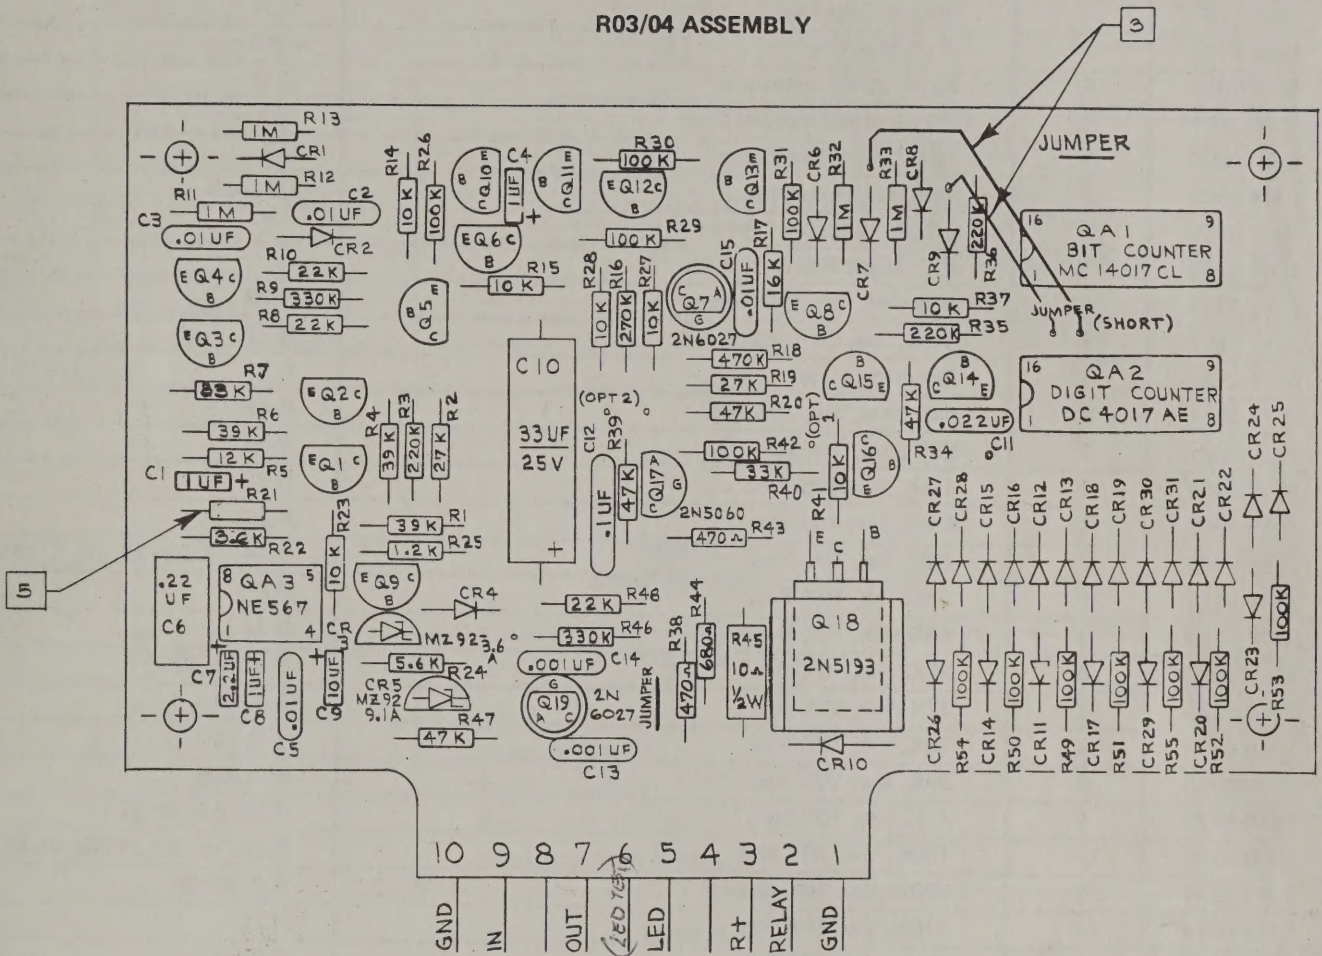 R03/04 ASSEMBLY
3
JUMPER
1M R13
CR1
1M R12
R11
1M
C2
.01UF
C3
.01UF
CR2
R14
10K
R26
100K
Q10 E B C
C4
1UF +
Q11 E B C
R30
100K
E Q12 C
B
Q13 E B C
R31
100K
CR6
R32
1M
CR7
R33
1M
CR8
CR9
220K
R36
16 9
QA1
BIT COUNTER
MC 14017 CL
1 8
E Q4 C
B
R10
22K
R9
330K
R8
22K
E Q6 C
B
R29
100K
R15
10K
R28
10K
R16
270K
R27
10K
C Q7 A
G
2N6027
C15
.01UF
R17
16K
E Q8 C
B
10K R37
220K R35
JUMPER (SHORT)
E Q3 C
B
B Q5 E C
C10
33UF
25V
+
470K R18
27K R19
47K R20
B
C Q15 E
B
C Q14 E
R34
47K
.022UF
C11
16 9
QA2
DIGIT COUNTER
DC 4017 AE
1 8
R7
K
E Q2 C
B
R6
39K
12K R5
C1
1UF +
E Q1 C
B
R4
39K
R3
220K
R2
27K
(OPT 2)
C12
.1UF
R39
47K
A
Q17 G
C
2N5060
100K R42
33K
R40
(OPT) 1
R41
10K
Q16 C B E
470Ω R43
R21
5
R22
R23
10K
39K R1
1.2K R25
E Q9 C
B
CR4
MZ92 3.6
A
.22
UF
C6
8 5
QA3
NE567
1 4
C7
2.2UF
+
1UF +
C8
.01UF
C5
10UF +
C9
CR3
5.6K
R24
CR5
MZ92
9.1A
R47
47K
22K R48
330K R46
.001UF C14
G
Q19
A C
2N
6027
.001UF
C13
JUMPER
R38
470Ω
R44
680Ω
R45
10Ω
½W
E C B
Q18
2N5193
CR10
CR27 CR28 CR15 CR16 CR12 CR13 CR18 CR19 CR30 CR31 CR21 CR22 CR24 CR25
100K 100K 100K 100K 100K 100K 100K
CR26 R54 CR14 R50 CR11 R49 CR17 R51 CR29 R55 CR20 R52 CR23 R53
10 9 8 7 6 5 4 3 2 1
GND IN OUT (LED TEST) LED R+ RELAY GND